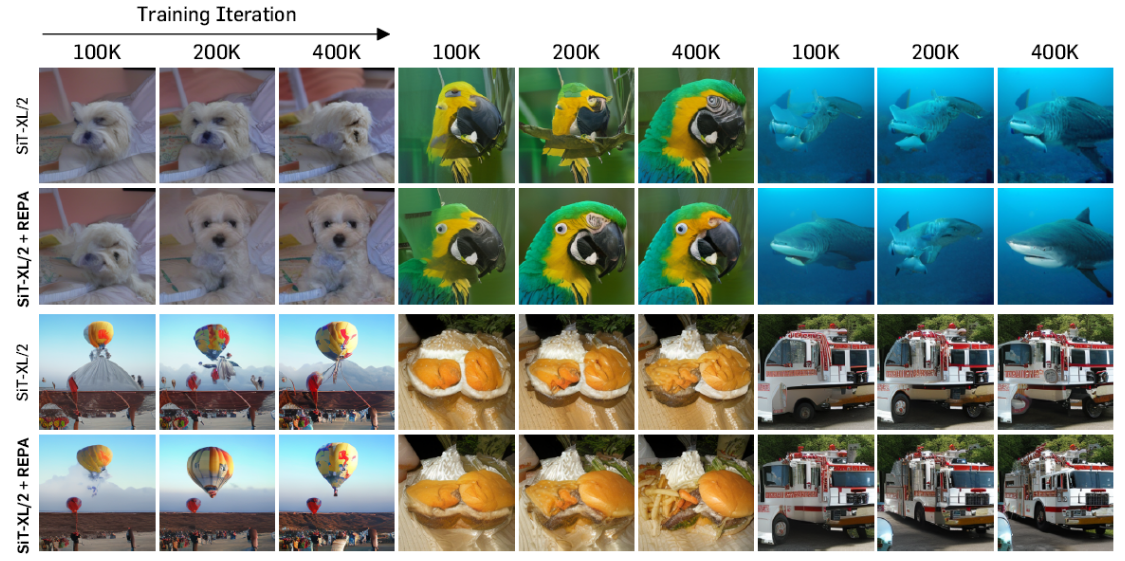 Training Iteration
100K 200K 400K 100K 200K 400K 100K 200K 400K
SiT-XL/2
SiT-XL/2 + REPA
SiT-XL/2
SiT-XL/2 + REPA